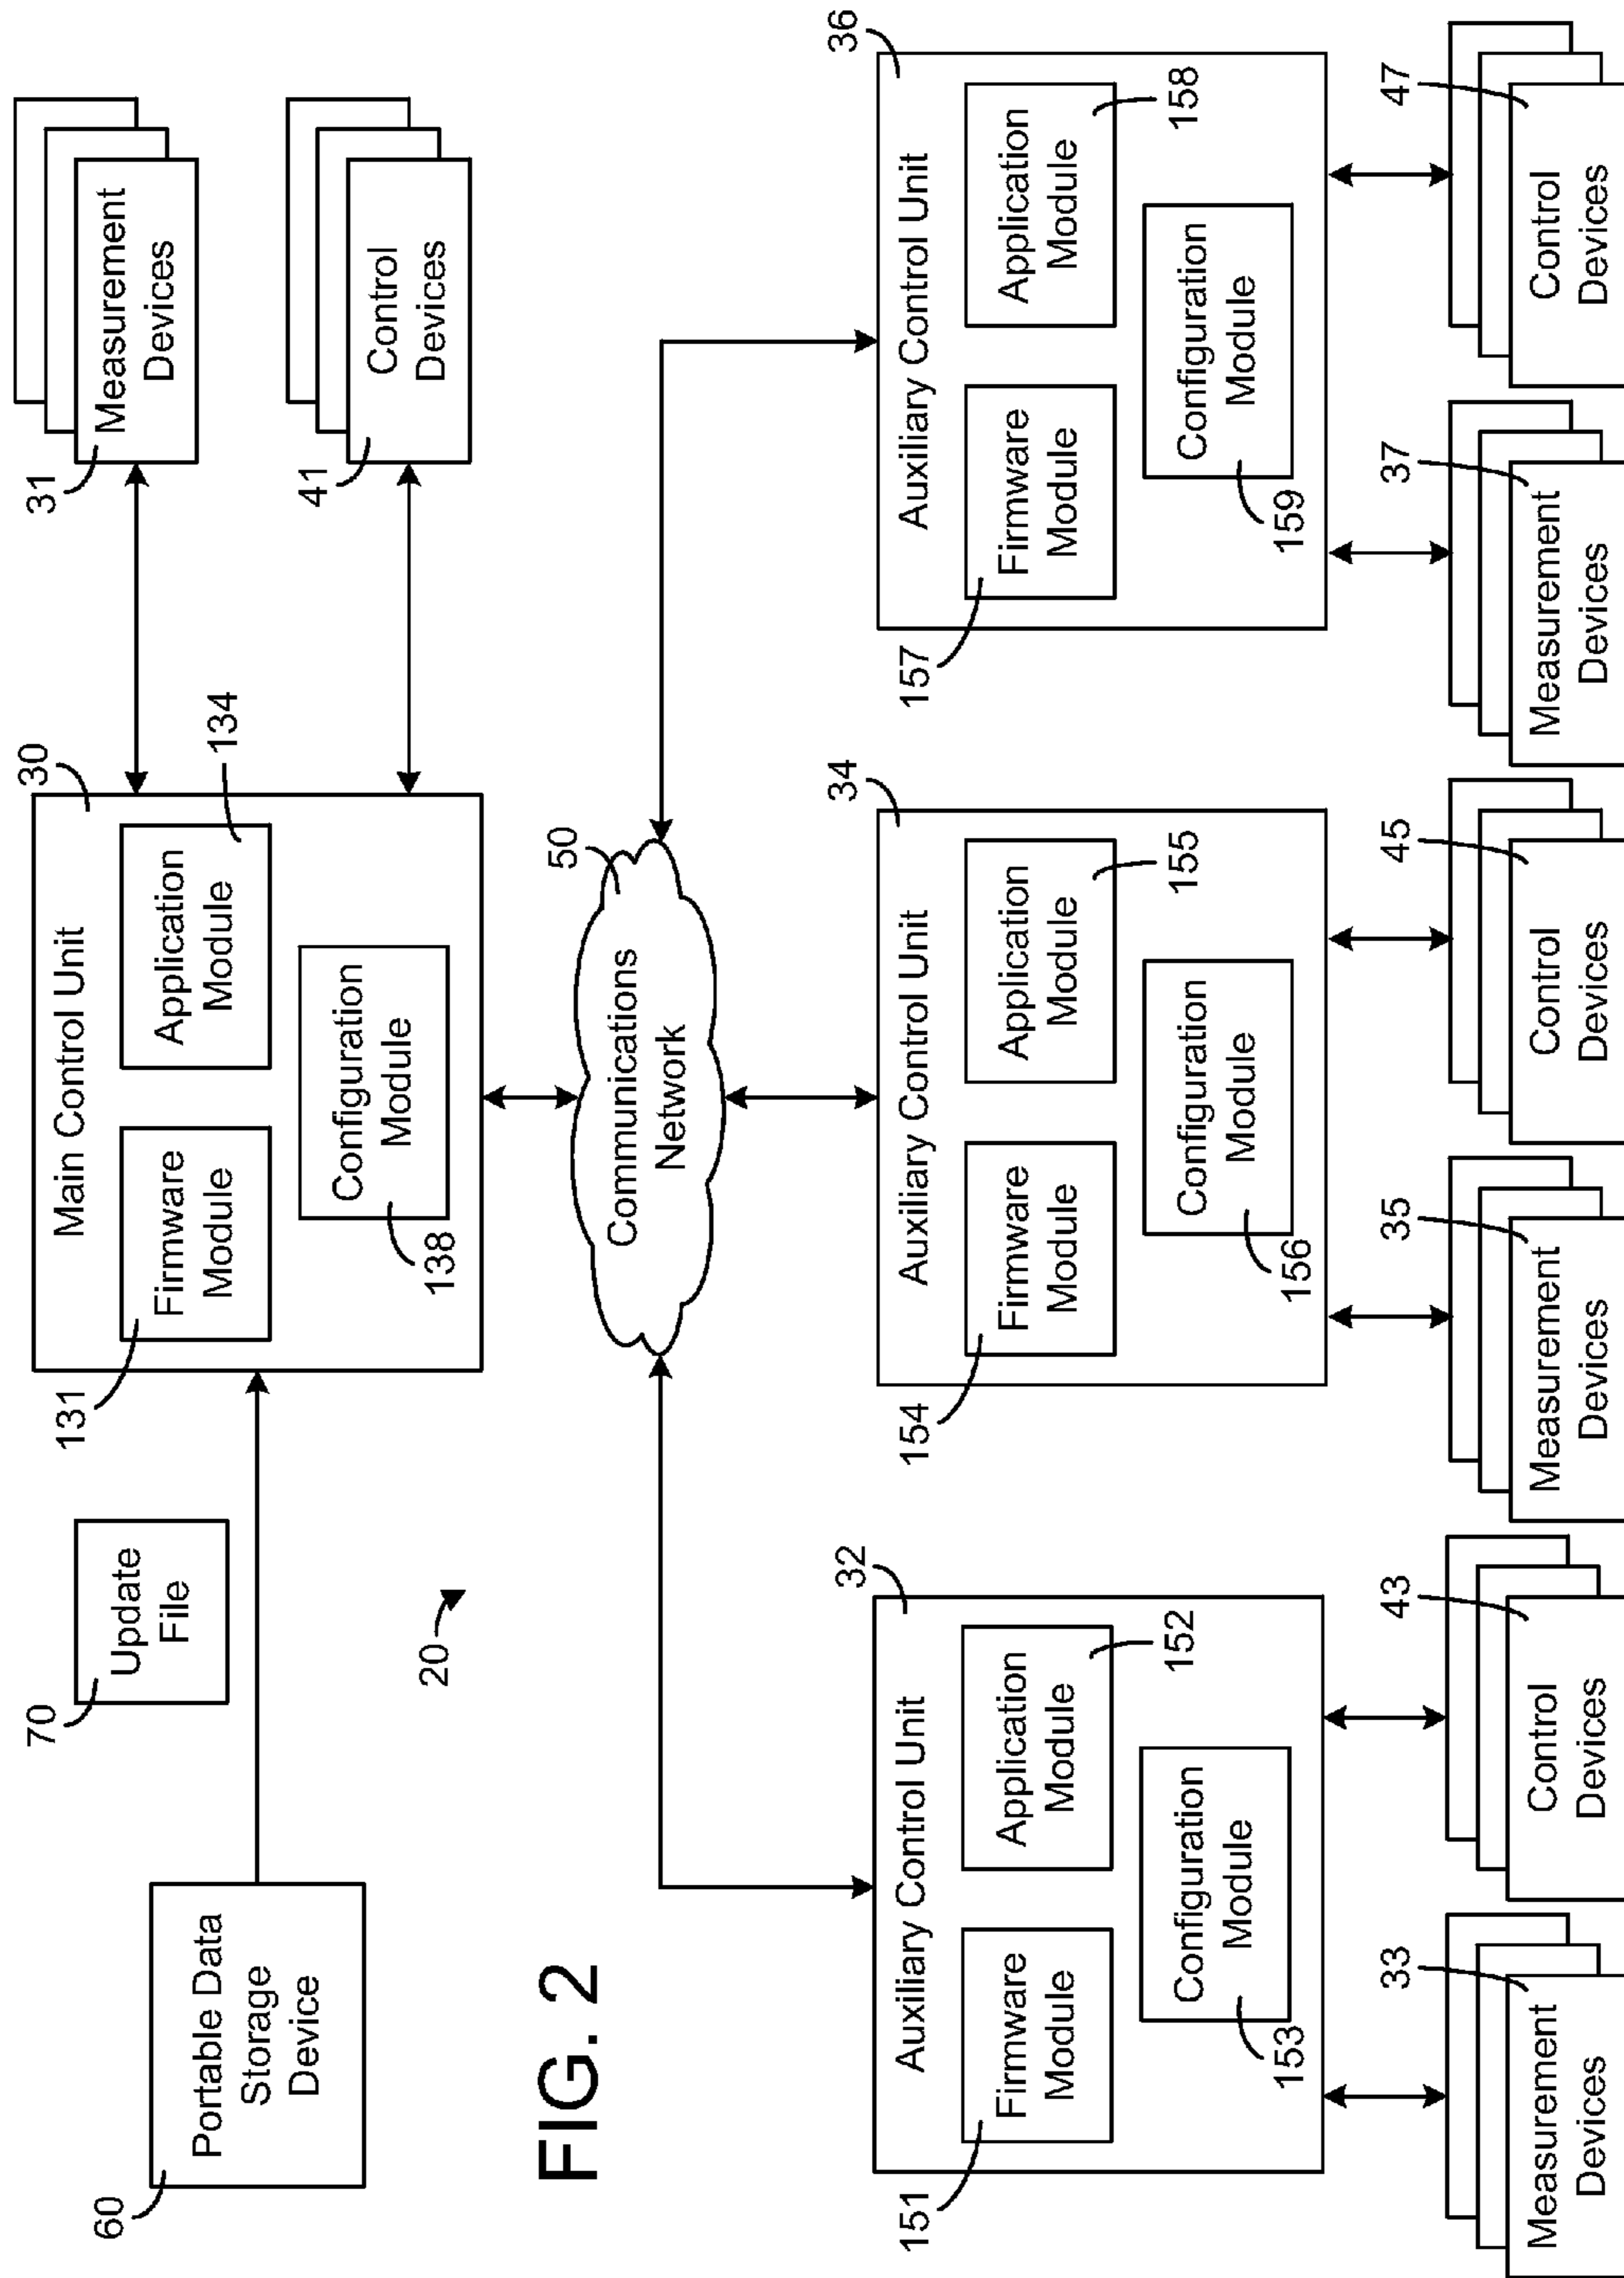 60
Portable Data
Storage
Device
70
Update
File
20
FIG. 2
30
Main Control Unit
131
Firmware
Module
Application
Module
134
Configuration
Module
138
31
Measurement
Devices
41
Control
Devices
50
Communications
Network
32
Auxiliary Control Unit
151
Firmware
Module
Application
Module
152
Configuration
Module
153
34
Auxiliary Control Unit
154
Firmware
Module
Application
Module
155
Configuration
Module
156
36
Auxiliary Control Unit
157
Firmware
Module
Application
Module
158
Configuration
Module
159
33
Measurement
Devices
43
Control
Devices
35
Measurement
Devices
45
Control
Devices
37
Measurement
Devices
47
Control
Devices